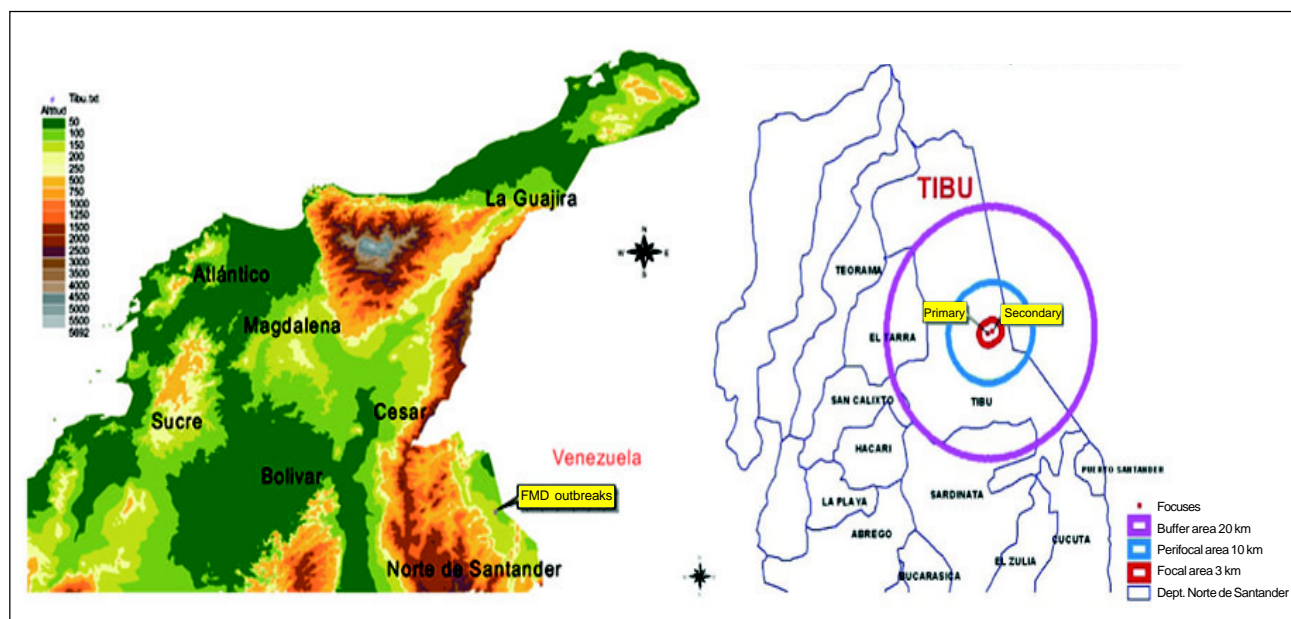 Tibu.txt
Altitud
50
100
150
200
250
500
750
1000
1250
1500
2000
2500
3000
3500
4000
4500
5000
5500
5692
La Guajira
N
W E
S
Atlántico
Magdalena
Sucre
Cesar
Bolivar
Venezuela
FMD outbreaks
Norte de Santander
TIBU
TEORAMA
Primary
Secondary
EL TARRA
SAN CALIXTO
TIBU
HACARI
PUERTO SANTANDER
LA PLAYA
SARDINATA
ABREGO
CUCUTA
EL ZULIA
BUCARASICA
Focuses
Buffer area 20 km
Perifocal area 10 km
Focal area 3 km
Dept. Norte de Santander